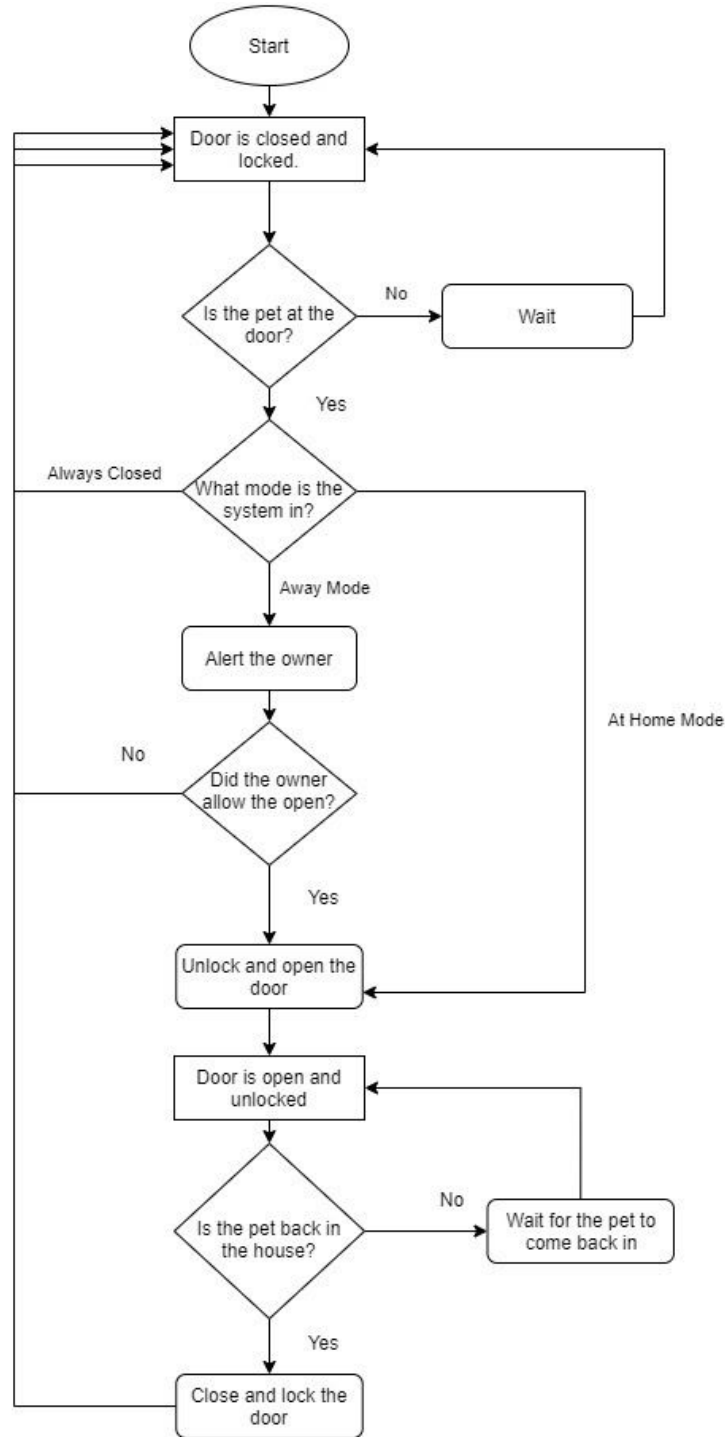 Start
Door is closed and
locked.
Is the pet at the
door?
No
Wait
Yes
Always Closed
What mode is the
system in?
Away Mode
Alert the owner
At Home Mode
No
Did the owner
allow the open?
Yes
Unlock and open the
door
Door is open and
unlocked
Is the pet back in
the house?
No
Wait for the pet to
come back in
Yes
Close and lock the
door